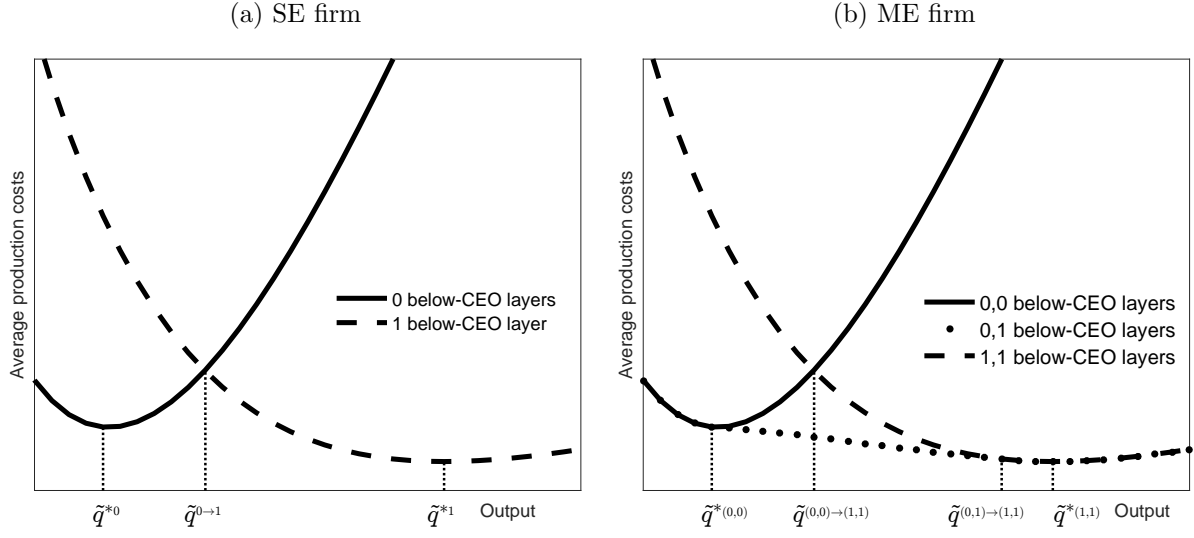 (a) SE firm
Average production costs
0 below-CEO layers
1 below-CEO layer
q̃*0
q̃0→1
q̃*1
Output
(b) ME firm
Average production costs
0,0 below-CEO layers
0,1 below-CEO layers
1,1 below-CEO layers
q̃*(0,0)
q̃(0,0)→(1,1)
q̃(0,1)→(1,1)
q̃*(1,1)
Output